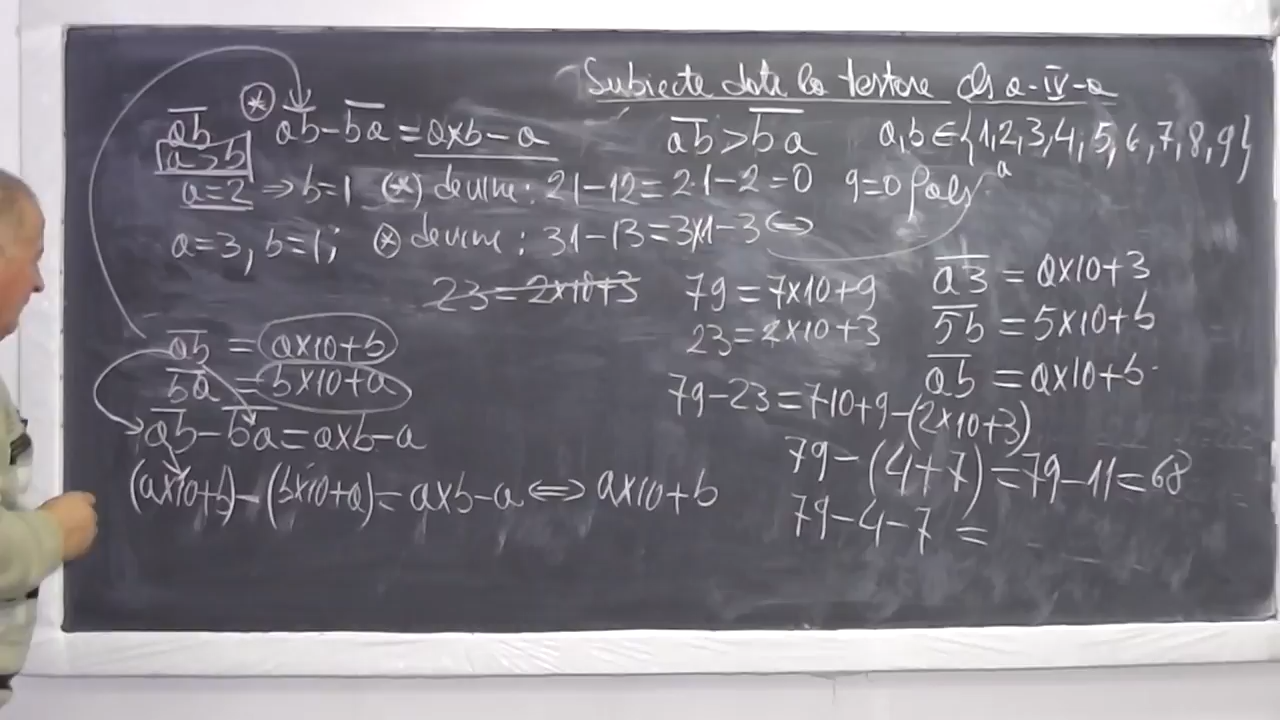 Subiecte date la testare cls a-IV-a
ab ⊛ ab-ba = axb-a ab > ba a,b ∈ {1,2,3,4,5,6,7,8,9}
a>b
a=2 ⇒ b=1 (*) devine: 21-12=2·1-2=0 9=0 fals
a=3, b=1; ⊛ devine: 31-13=3x1-3 ⇔
23=2x10+3 79=7x10+9 a3=ax10+3
23=2x10+3 5b=5x10+b
ab = ax10+b ab=ax10+b
ba = bx10+a 79-23=7·10+9-(2x10+3)
ab-ba=axb-a 79-(4+7)=79-11=68
(ax10+b)-(bx10+a)=axb-a ⇔ ax10+b 79-4-7=